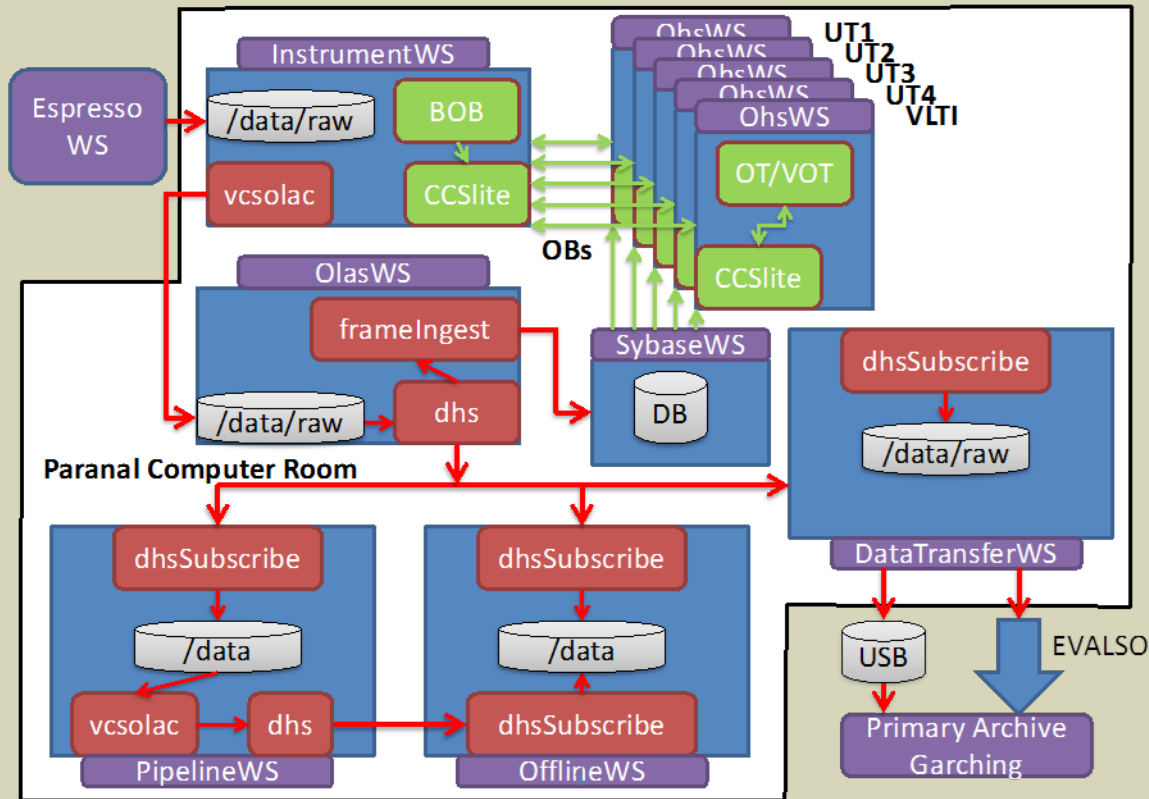 InstrumentWS
Espresso
WS
/data/raw
BOB
vcsolac
CCSlite
OhsWS
OhsWS
OhsWS
OhsWS
OhsWS
UT1
UT2
UT3
UT4
VLTI
OT/VOT
CCSlite
OBs
OlasWS
frameIngest
/data/raw
dhs
SybaseWS
DB
dhsSubscribe
/data/raw
DataTransferWS
Paranal Computer Room
dhsSubscribe
/data
vcsolac
dhs
PipelineWS
dhsSubscribe
/data
dhsSubscribe
OfflineWS
USB
EVALSO
Primary Archive
Garching